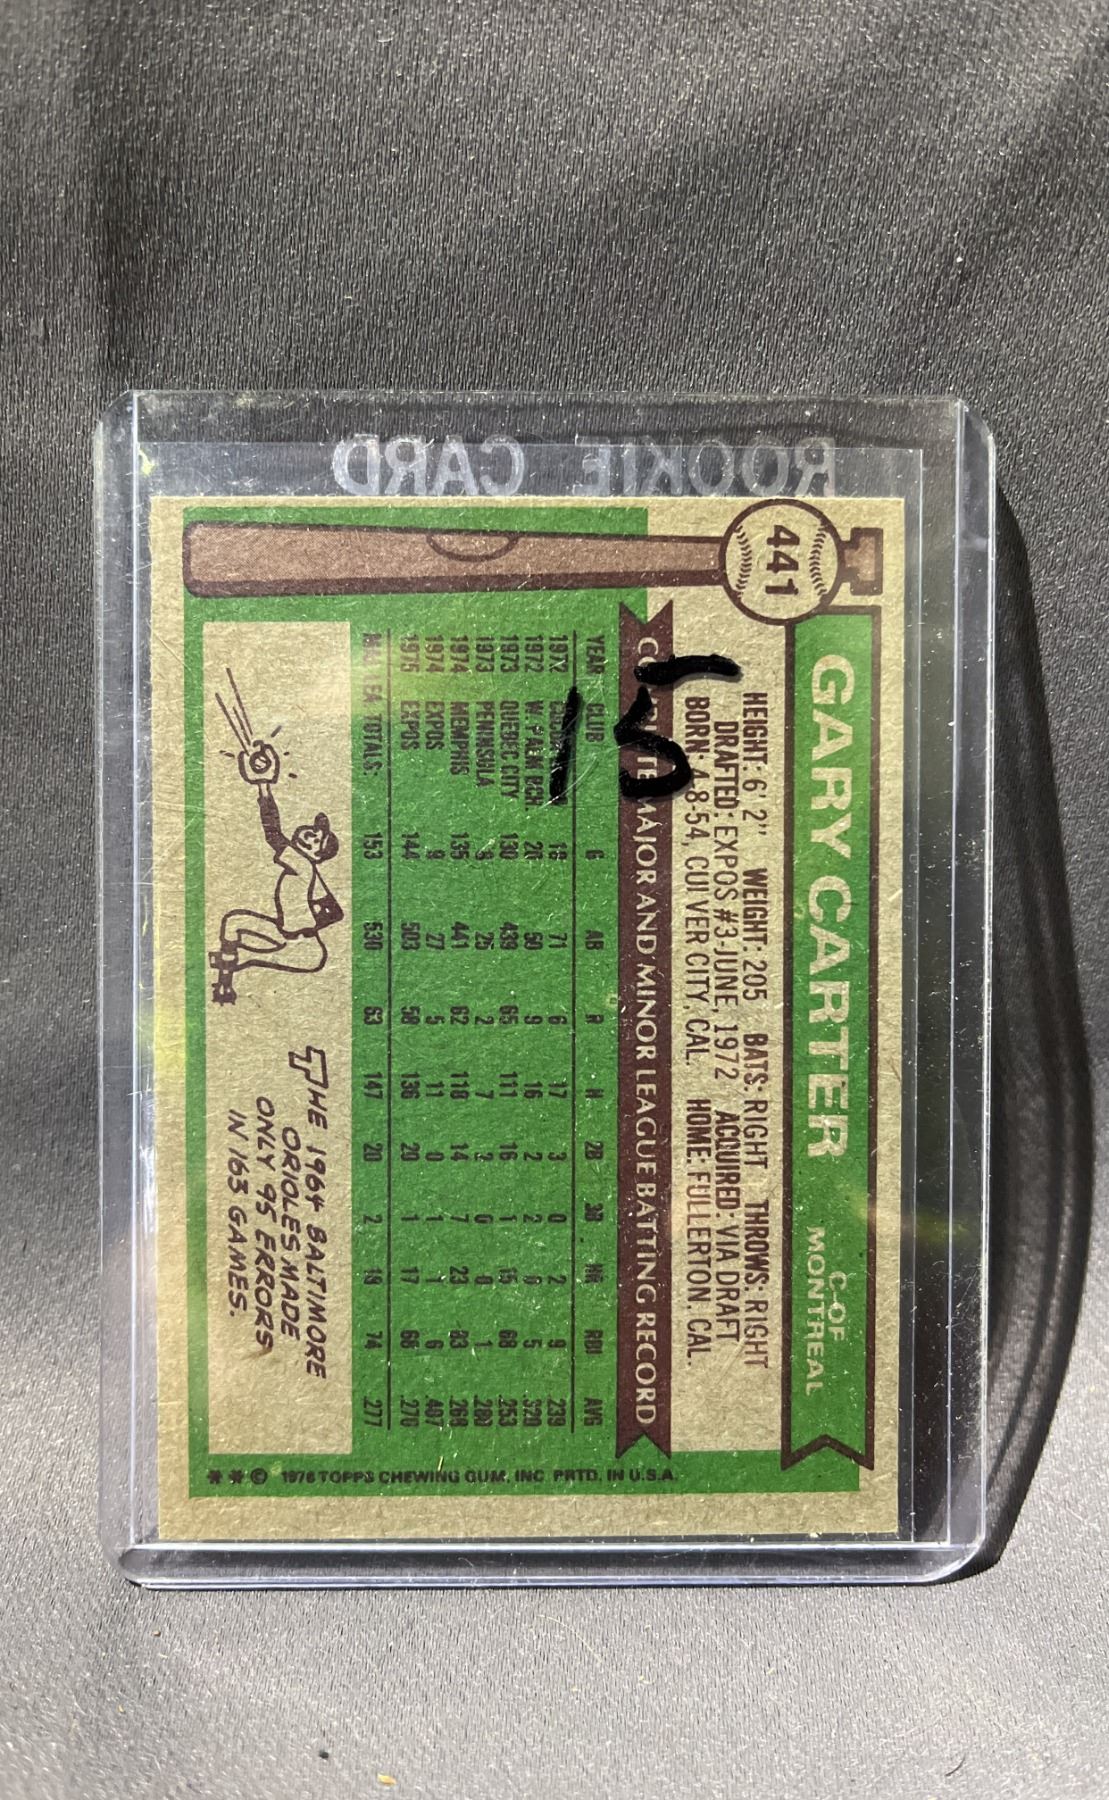 ROOKIE CARD
441
GARY CARTER
C-OF
MONTREAL
HEIGHT: 6' 2" WEIGHT: 205 BATS: RIGHT THROWS: RIGHT
DRAFTED: EXPOS #3-JUNE, 1972 ACQUIRED: VIA DRAFT
BORN: 4-8-54, CULVER CITY, CAL. HOME: FULLERTON, CAL.
MAJOR AND MINOR LEAGUE BATTING RECORD
YEAR CLUB G AB R H 2B 3B HR RBI AVG
1972 18 71 6 17 3 0 2 9 .239
1972 W. PALM BCH. 20 50 9 16 2 2 0 5 .320
1973 QUEBEC CITY 130 439 65 111 16 1 15 68 .253
1973 PENINSULA 25 2 7 2 0 0 1 .280
1974 MEMPHIS 135 441 62 118 14 7 23 83 .268
1974 EXPOS 9 27 5 11 0 1 1 6 .407
1975 EXPOS 144 503 58 136 20 1 17 66 .270
TOTALS: 153 530 63 147 20 2 18 74 .277
THE 1964 BALTIMORE
ORIOLES MADE
ONLY 95 ERRORS
IN 163 GAMES.
** © 1976 TOPPS CHEWING GUM, INC. PRTD. IN U.S.A.